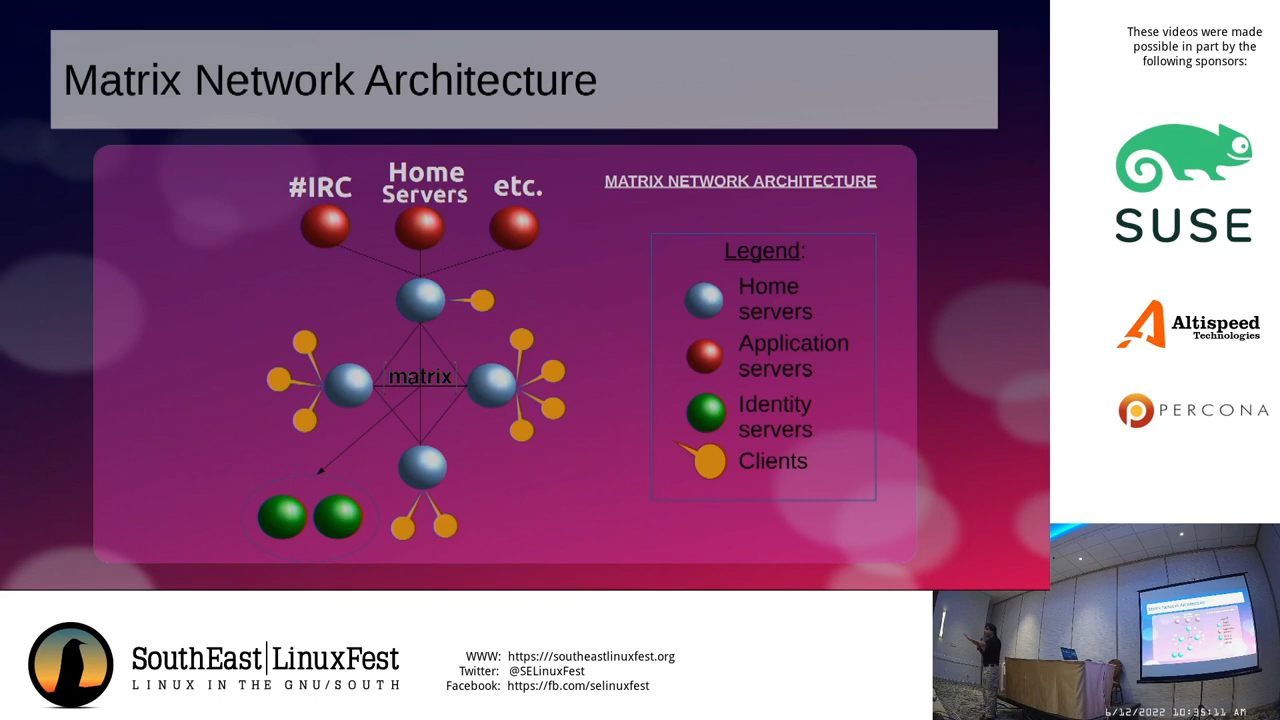 Matrix Network Architecture
#IRC
Home
Servers
etc.
MATRIX NETWORK ARCHITECTURE
matrix
Legend:
Home
servers
Application
servers
Identity
servers
Clients
These videos were made
possible in part by the
following sponsors:
SUSE
Altispeed
Technologies
PERCONA
SouthEast LinuxFest
LINUX IN THE GNU/SOUTH
WWW: https:///southeastlinuxfest.org
Twitter: @SELinuxFest
Facebook: https://fb.com/selinuxfest
Matrix Network Architecture
6/12/2022 10:35:11 AM